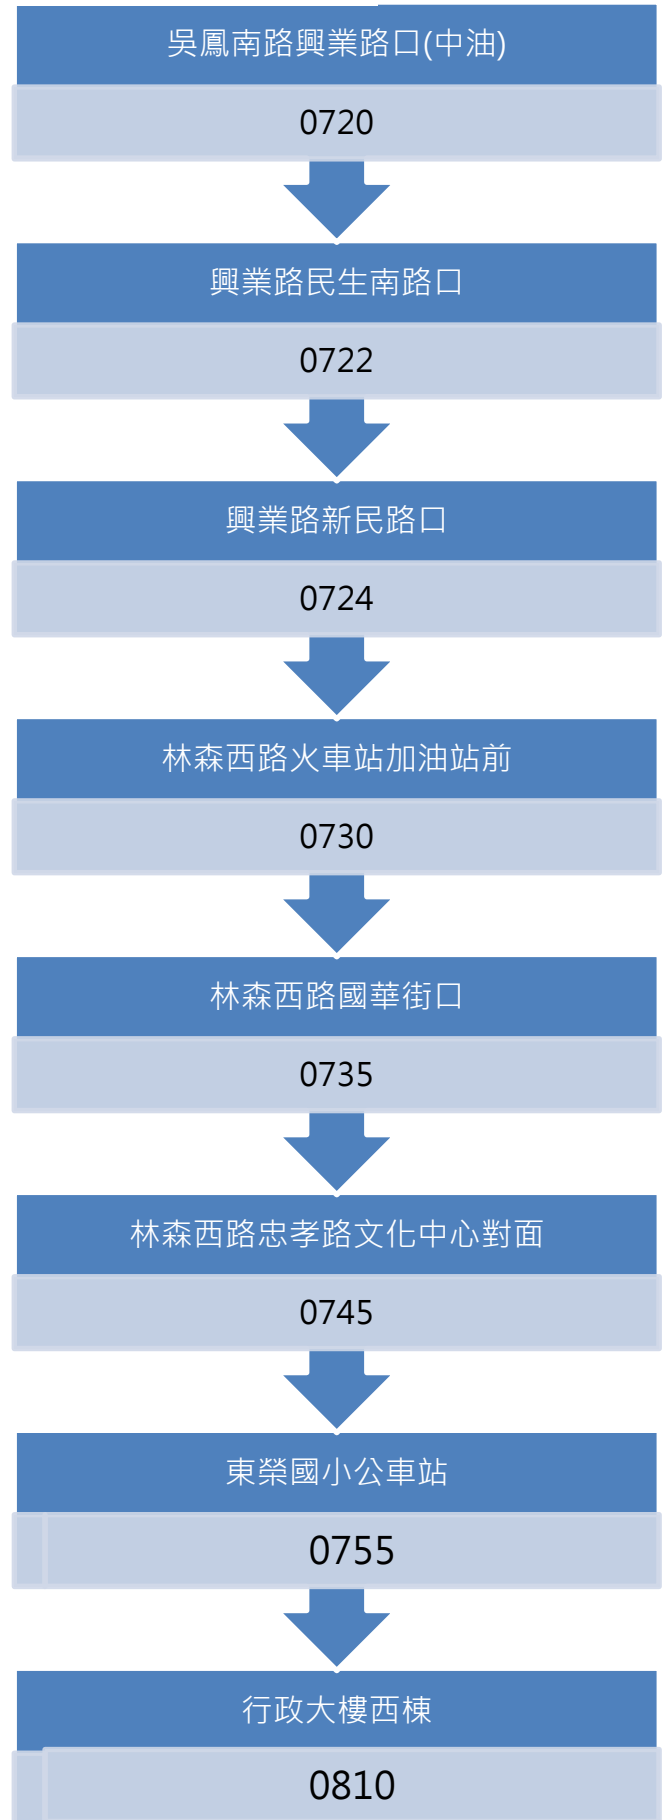 吳鳳南路興業路口(中油)
0720
興業路民生南路口
0722
興業路新民路口
0724
林森西路火車站加油站前
0730
林森西路國華街口
0735
林森西路忠孝路文化中心對面
0745
東榮國小公車站
0755
行政大樓西棟
0810